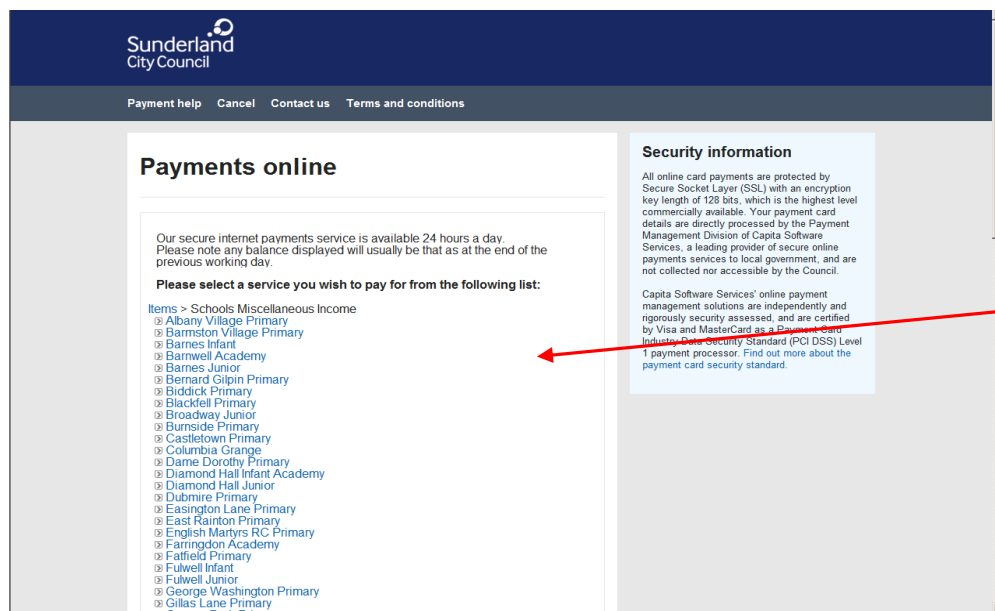 Sunderland
City Council
Payment help Cancel Contact us Terms and conditions
Payments online
Our secure internet payments service is available 24 hours a day.
Please note any balance displayed will usually be that as at the end of the
previous working day.
Please select a service you wish to pay for from the following list:
Items > Schools Miscellaneous Income
Albany Village Primary
Barmston Village Primary
Barnes Infant
Barnwell Academy
Barnes Junior
Bernard Gilpin Primary
Biddick Primary
Blackfell Primary
Broadway Junior
Burnside Primary
Castletown Primary
Columbia Grange
Dame Dorothy Primary
Diamond Hall Infant Academy
Diamond Hall Junior
Dubmire Primary
Easington Lane Primary
East Rainton Primary
English Martyrs RC Primary
Farringdon Academy
Fatfield Primary
Fulwell Infant
Fulwell Junior
George Washington Primary
Gillas Lane Primary
Security information
All online card payments are protected by
Secure Socket Layer (SSL) with an encryption
key length of 128 bits, which is the highest level
commercially available. Your payment card
details are directly processed by the Payment
Management Division of Capita Software
Services, a leading provider of secure online
payments services to local government, and are
not collected nor accessible by the Council.
Capita Software Services' online payment
management solutions are independently and
rigorously security assessed, and are certified
by Visa and MasterCard as a Payment Card
Industry Data Security Standard (PCI DSS) Level
1 payment processor. Find out more about the
payment card security standard.